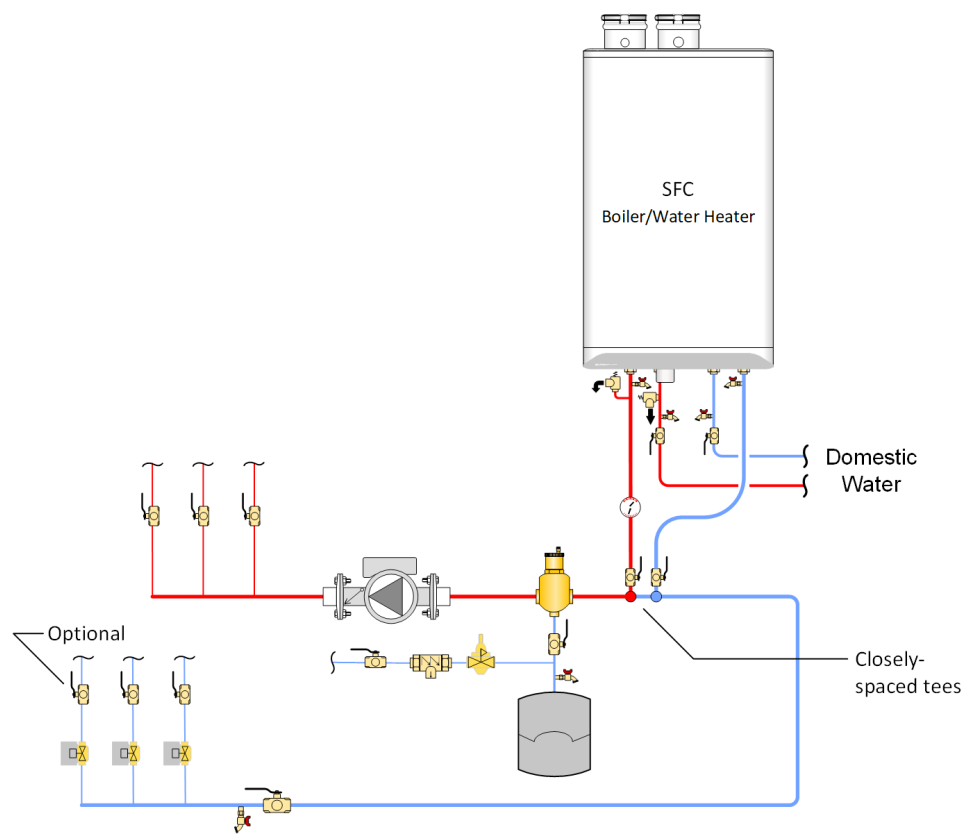 SFC
Boiler/Water Heater
Domestic
Water
Optional
Closely-
spaced tees